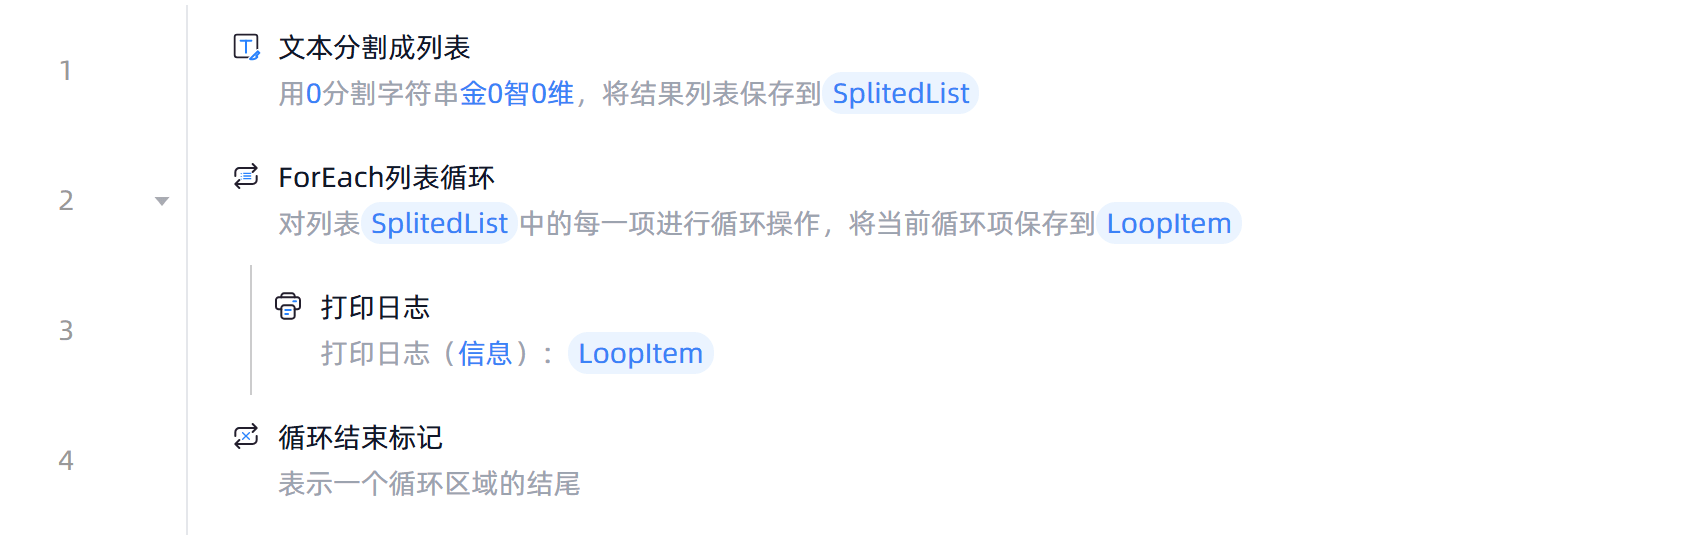 1
文本分割成列表
用0分割字符串金0智0维，将结果列表保存到 SplitedList
2
ForEach列表循环
对列表 SplitedList 中的每一项进行循环操作，将当前循环项保存到 LoopItem
3
打印日志
打印日志（信息）： LoopItem
4
循环结束标记
表示一个循环区域的结尾